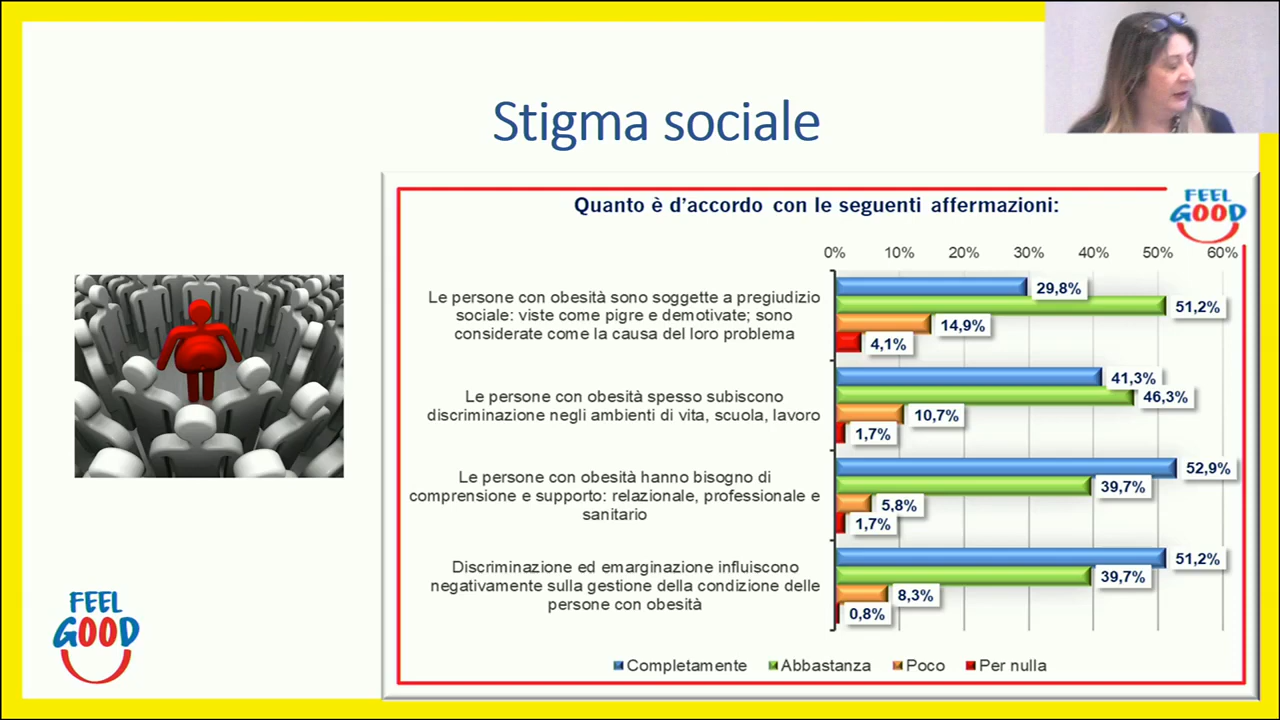 Stigma sociale
Quanto è d'accordo con le seguenti affermazioni:
FEEL
GOOD
0% 10% 20% 30% 40% 50% 60%
Le persone con obesità sono soggette a pregiudizio
sociale: viste come pigre e demotivate; sono
considerate come la causa del loro problema
29,8%
51,2%
14,9%
4,1%
Le persone con obesità spesso subiscono
discriminazione negli ambienti di vita, scuola, lavoro
41,3%
46,3%
10,7%
1,7%
Le persone con obesità hanno bisogno di
comprensione e supporto: relazionale, professionale e
sanitario
52,9%
39,7%
5,8%
1,7%
Discriminazione ed emarginazione influiscono
negativamente sulla gestione della condizione delle
persone con obesità
51,2%
39,7%
8,3%
0,8%
Completamente Abbastanza Poco Per nulla
FEEL
GOOD